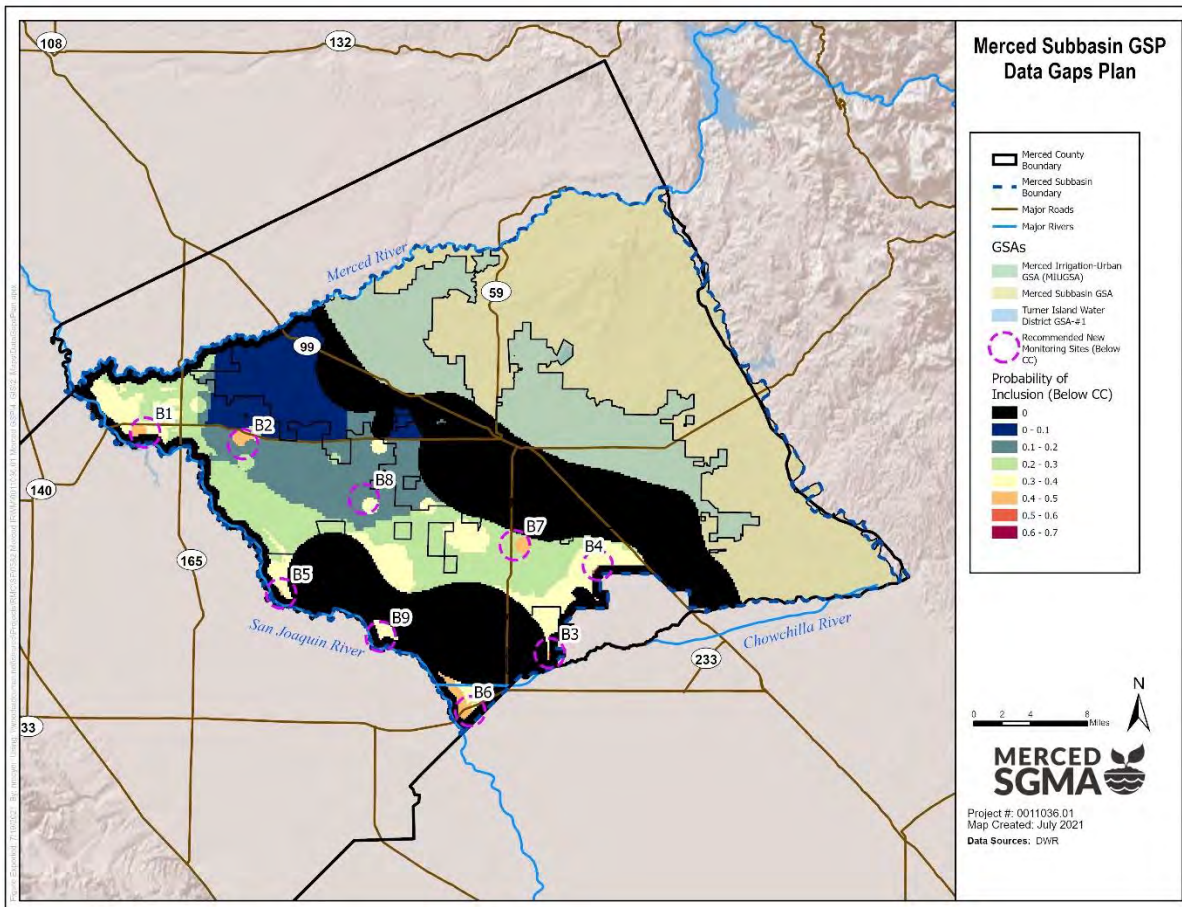 Merced Subbasin GSP
Data Gaps Plan
Merced County
Boundary
Merced Subbasin
Boundary
Major Roads
Major Rivers
GSAs
Merced Irrigation-Urban
GSA (MIUGSA)
Merced Subbasin GSA
Turner Island Water
District GSA-#1
Recommended New
Monitoring Sites (Below
CC)
Probability of
Inclusion (Below CC)
0
0 - 0.1
0.1 - 0.2
0.2 - 0.3
0.3 - 0.4
0.4 - 0.5
0.5 - 0.6
0.6 - 0.7
108
132
Merced River
59
99
B1
B2
140
B8
B7
165
B4
B5
San Joaquin River
B9
B3
Chowchilla River
233
B6
33
N
0 2 4 8
Miles
MERCED
SGMA
Project #: 0011036.01
Map Created: July 2021
Data Sources: DWR